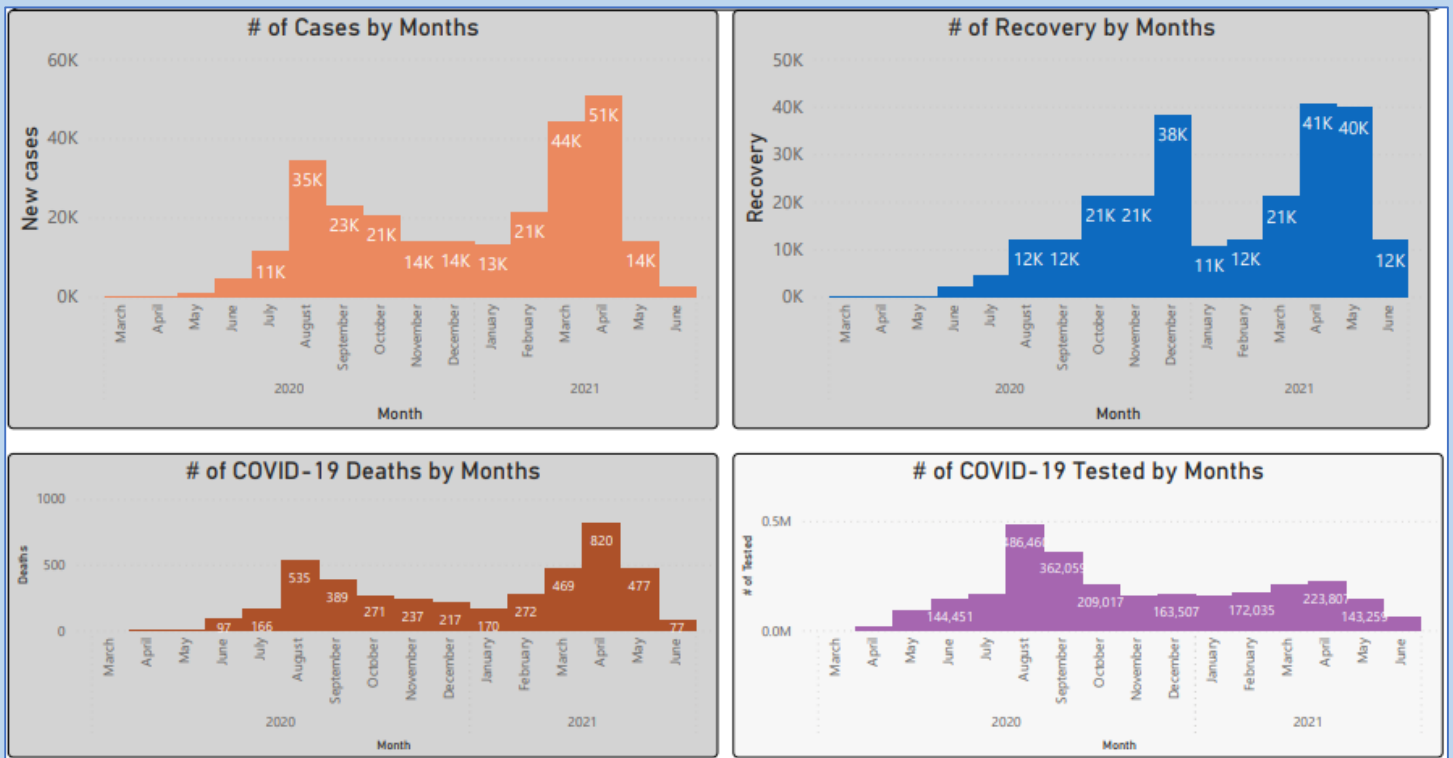 # of Cases by Months
New cases
60K
40K
20K
0K
11K
35K
23K
21K
14K
14K
13K
21K
44K
51K
14K
March
April
May
June
July
August
September
October
November
December
January
February
March
April
May
June
2020
2021
Month
# of Recovery by Months
Recovery
50K
40K
30K
20K
10K
0K
12K
12K
21K
21K
38K
11K
12K
21K
41K
40K
12K
March
April
May
June
July
August
September
October
November
December
January
February
March
April
May
June
2020
2021
Month
# of COVID-19 Deaths by Months
Deaths
1000
500
0
97
166
535
389
271
237
217
170
272
469
820
477
77
March
April
May
June
July
August
September
October
November
December
January
February
March
April
May
June
2020
2021
Month
# of COVID-19 Tested by Months
# of Tested
0.5M
0.0M
144,451
362,059
209,017
163,507
172,035
223,807
143,259
March
April
May
June
July
August
September
October
November
December
January
February
March
April
May
June
2020
2021
Month